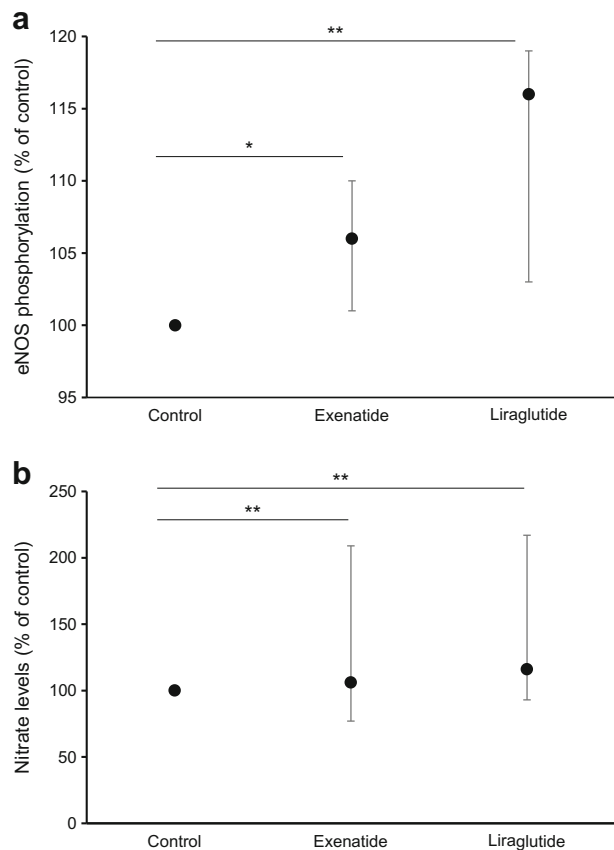 a
eNOS phosphorylation (% of control)
120
115
110
105
100
95
**
*
Control Exenatide Liraglutide
b
Nitrate levels (% of control)
250
200
150
100
50
0
**
**
Control Exenatide Liraglutide